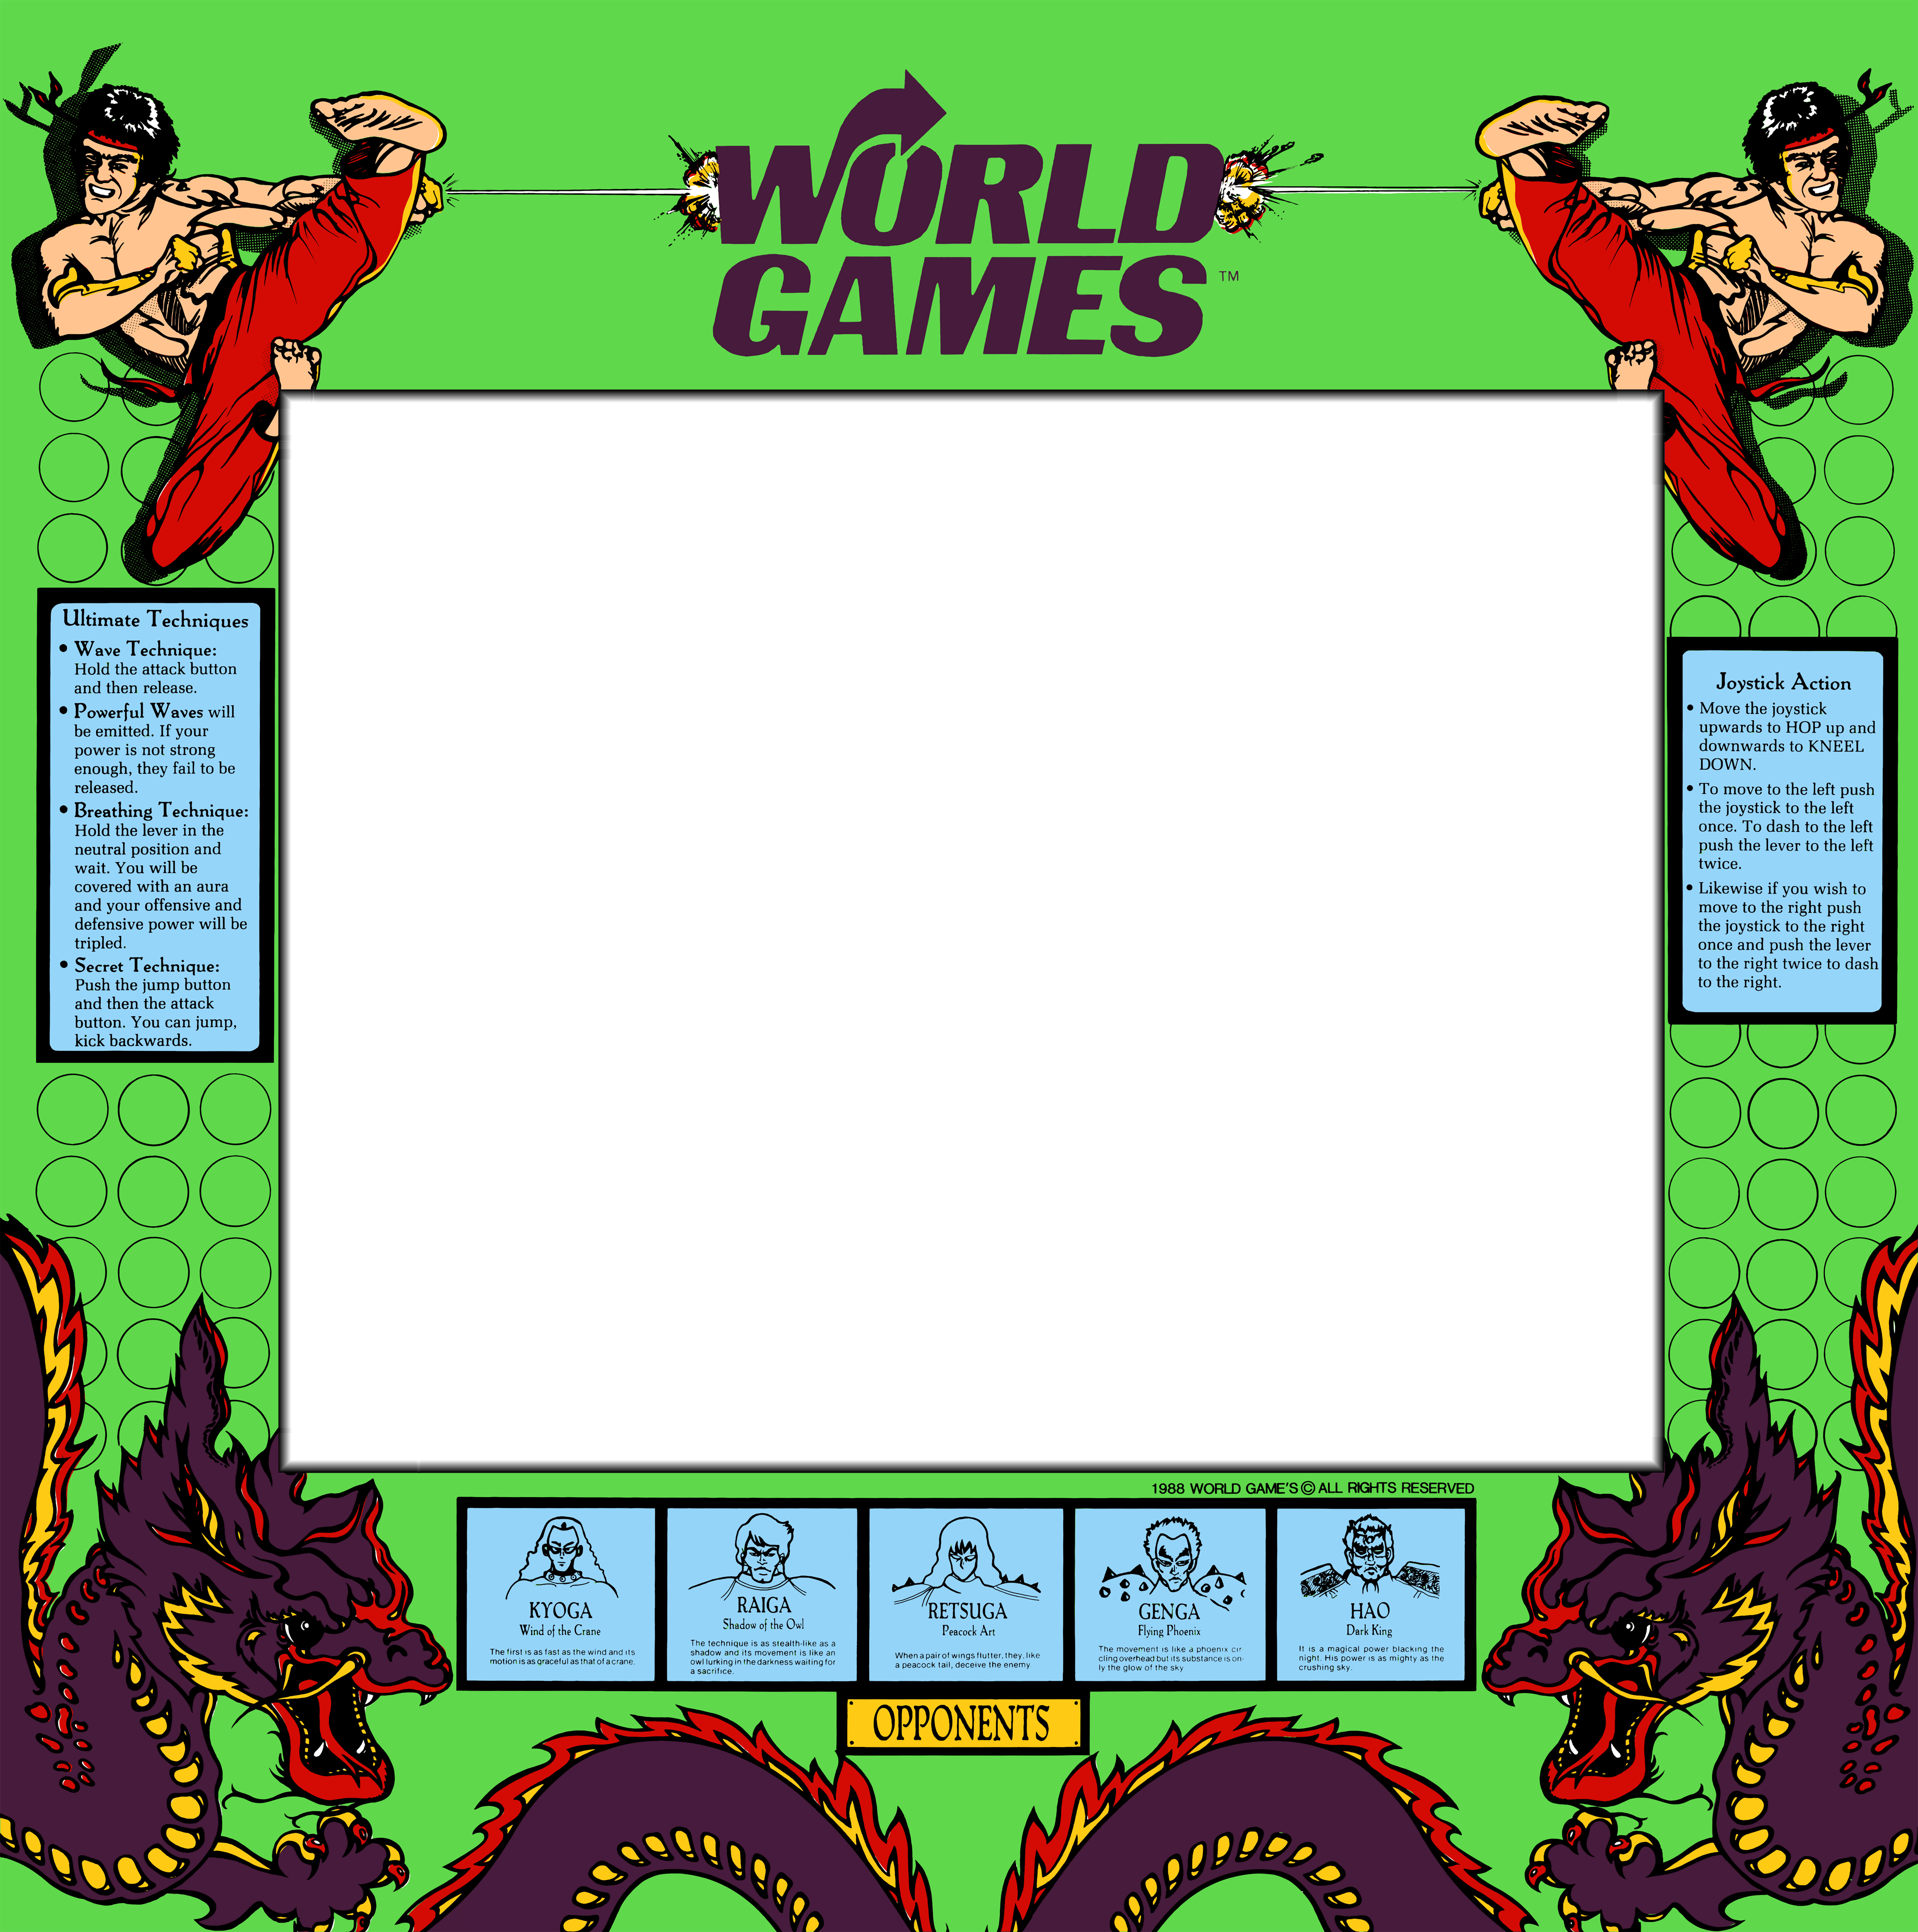 WORLD
GAMES™
Ultimate Techniques
• Wave Technique:
Hold the attack button
and then release.
• Powerful Waves will
be emitted. If your
power is not strong
enough, they fail to be
released.
• Breathing Technique:
Hold the lever in the
neutral position and
wait. You will be
covered with an aura
and your offensive and
defensive power will be
tripled.
• Secret Technique:
Push the jump button
and then the attack
button. You can jump,
kick backwards.
Joystick Action
• Move the joystick
upwards to HOP up and
downwards to KNEEL
DOWN.
• To move to the left push
the joystick to the left
once. To dash to the left
push the lever to the left
twice.
• Likewise if you wish to
move to the right push
the joystick to the right
once and push the lever
to the right twice to dash
to the right.
1988 WORLD GAME'S © ALL RIGHTS RESERVED
KYOGA
Wind of the Crane
The first is as fast as the wind and its
motion is as graceful as that of a crane.
RAIGA
Shadow of the Owl
The technique is as stealth-like as a
shadow and its movement is like an
owl lurking in the darkness waiting for
a sacrifice.
RETSUGA
Peacock Art
When a pair of wings flutter, they, like
a peacock tail, deceive the enemy
GENGA
Flying Phoenix
The movement is like a phoenix cir
cling overhead but its substance is on-
ly the glow of the sky
HAO
Dark King
It is a magical power blacking the
night. His power is as mighty as the
crushing sky.
OPPONENTS